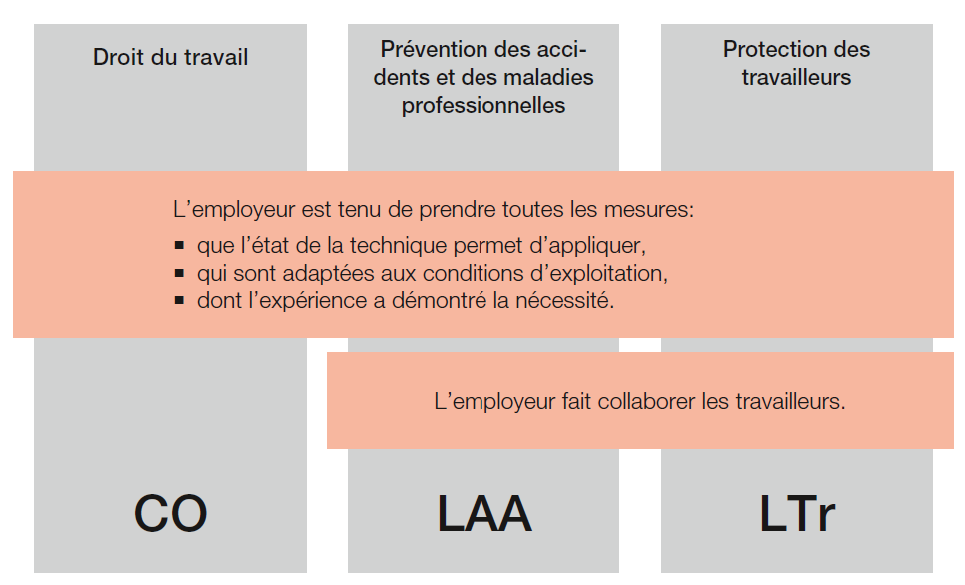 Droit du travail
Prévention des acci-
dents et des maladies
professionnelles
Protection des
travailleurs
L’employeur est tenu de prendre toutes les mesures:
■ que l’état de la technique permet d’appliquer,
■ qui sont adaptées aux conditions d’exploitation,
■ dont l’expérience a démontré la nécessité.
L’employeur fait collaborer les travailleurs.
CO
LAA
LTr